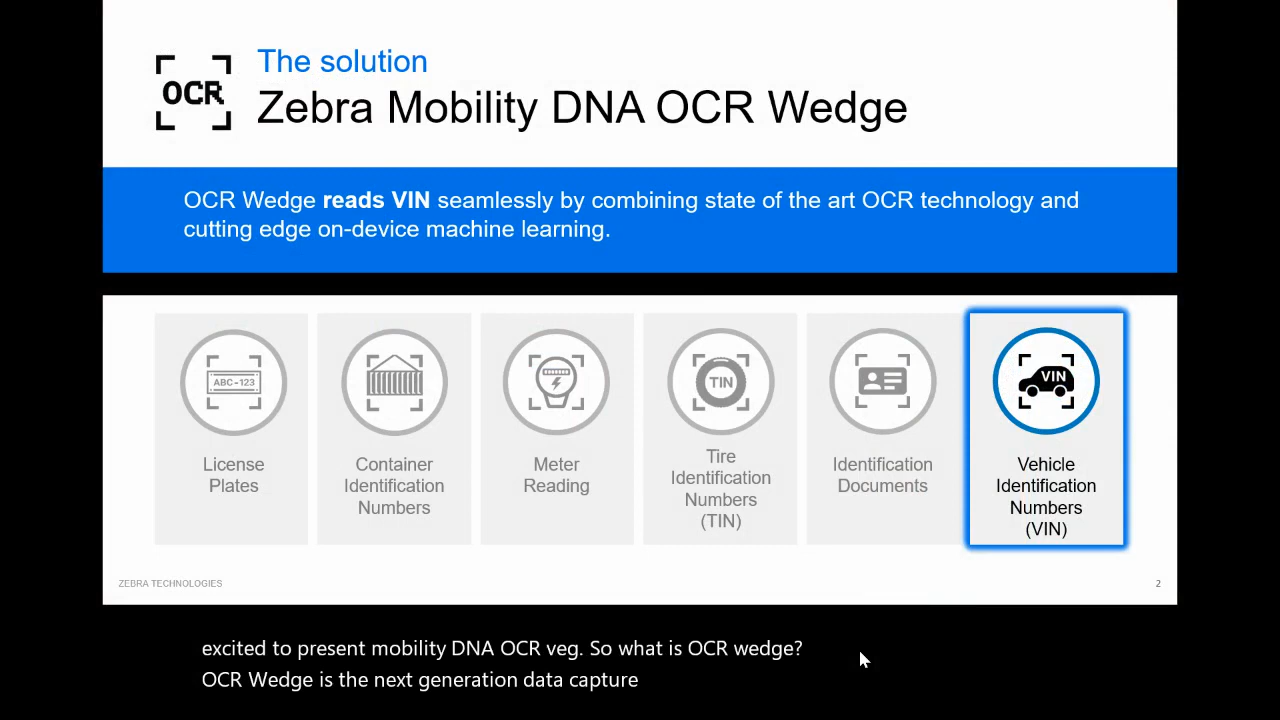 OCR
The solution
Zebra Mobility DNA OCR Wedge
OCR Wedge reads VIN seamlessly by combining state of the art OCR technology and
cutting edge on-device machine learning.
ABC-123
License
Plates
Container
Identification
Numbers
Meter
Reading
TIN
Tire
Identification
Numbers
(TIN)
Identification
Documents
VIN
Vehicle
Identification
Numbers
(VIN)
ZEBRA TECHNOLOGIES
2
excited to present mobility DNA OCR veg. So what is OCR wedge?
OCR Wedge is the next generation data capture